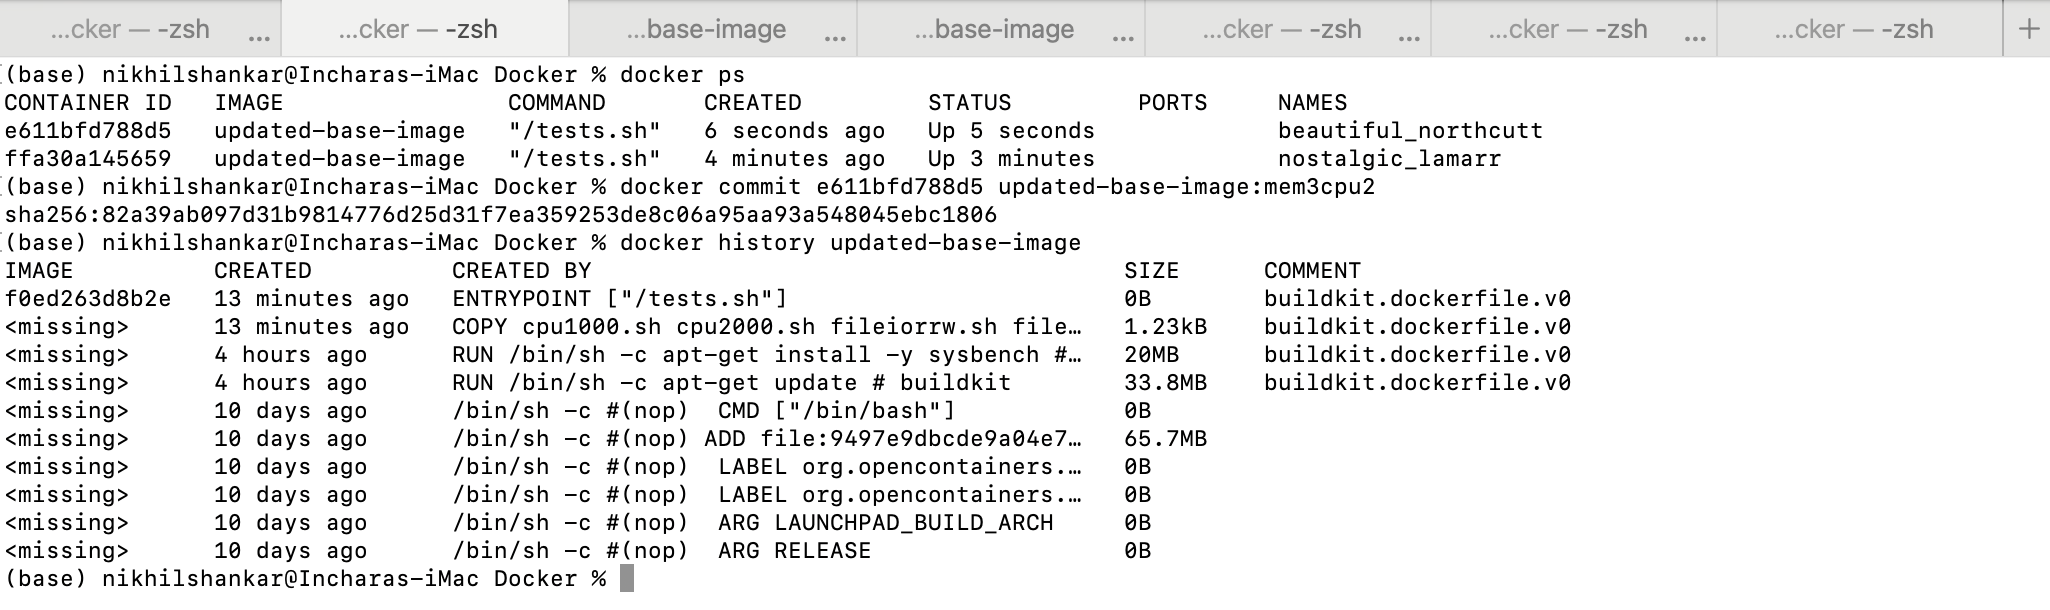 ...cker — -zsh ... ...cker — -zsh ...base-image ... ...base-image ... ...cker — -zsh ... ...cker — -zsh ... ...cker — -zsh +
(base) nikhilshankar@Incharas-iMac Docker % docker ps
CONTAINER ID IMAGE COMMAND CREATED STATUS PORTS NAMES
e611bfd788d5 updated-base-image "/tests.sh" 6 seconds ago Up 5 seconds beautiful_northcutt
ffa30a145659 updated-base-image "/tests.sh" 4 minutes ago Up 3 minutes nostalgic_lamarr
(base) nikhilshankar@Incharas-iMac Docker % docker commit e611bfd788d5 updated-base-image:mem3cpu2
sha256:82a39ab097d31b9814776d25d31f7ea359253de8c06a95aa93a548045ebc1806
(base) nikhilshankar@Incharas-iMac Docker % docker history updated-base-image
IMAGE CREATED CREATED BY SIZE COMMENT
f0ed263d8b2e 13 minutes ago ENTRYPOINT ["/tests.sh"] 0B buildkit.dockerfile.v0
<missing> 13 minutes ago COPY cpu1000.sh cpu2000.sh fileiorrw.sh file… 1.23kB buildkit.dockerfile.v0
<missing> 4 hours ago RUN /bin/sh -c apt-get install -y sysbench #… 20MB buildkit.dockerfile.v0
<missing> 4 hours ago RUN /bin/sh -c apt-get update # buildkit 33.8MB buildkit.dockerfile.v0
<missing> 10 days ago /bin/sh -c #(nop) CMD ["/bin/bash"] 0B
<missing> 10 days ago /bin/sh -c #(nop) ADD file:9497e9dbcde9a04e7… 65.7MB
<missing> 10 days ago /bin/sh -c #(nop) LABEL org.opencontainers.… 0B
<missing> 10 days ago /bin/sh -c #(nop) LABEL org.opencontainers.… 0B
<missing> 10 days ago /bin/sh -c #(nop) ARG LAUNCHPAD_BUILD_ARCH 0B
<missing> 10 days ago /bin/sh -c #(nop) ARG RELEASE 0B
(base) nikhilshankar@Incharas-iMac Docker %